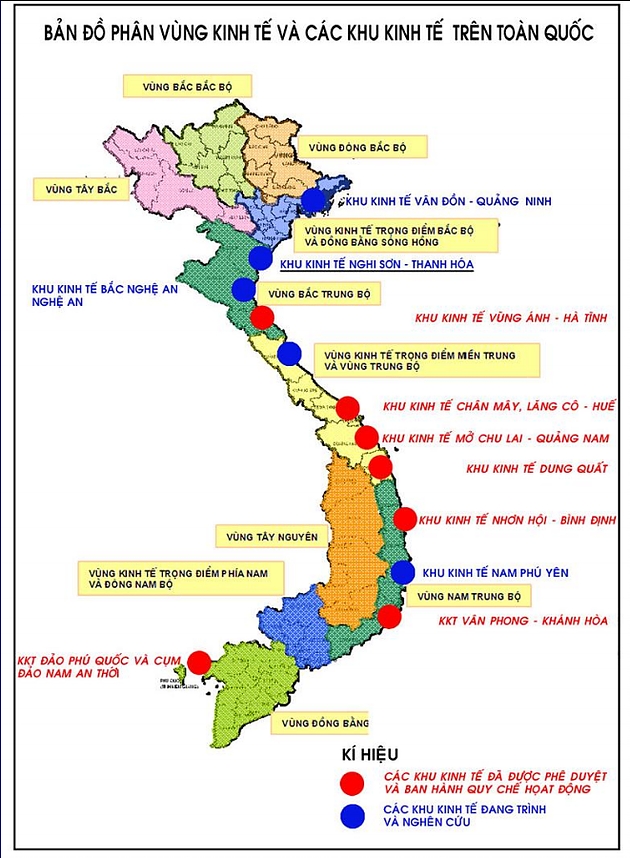 BẢN ĐỒ PHÂN VÙNG KINH TẾ VÀ CÁC KHU KINH TẾ TRÊN TOÀN QUỐC
VÙNG BẮC BẮC BỘ
VÙNG ĐÔNG BẮC BỘ
VÙNG TÂY BẮC
KHU KINH TẾ VÂN ĐỒN - QUẢNG NINH
VÙNG KINH TẾ TRỌNG ĐIỂM BẮC BỘ
VÀ ĐỒNG BẰNG SÔNG HỒNG
KHU KINH TẾ NGHI SƠN - THANH HÓA
KHU KINH TẾ BẮC NGHỆ AN
NGHỆ AN
VÙNG BẮC TRUNG BỘ
KHU KINH TẾ VŨNG ÁNH - HÀ TĨNH
VÙNG KINH TẾ TRỌNG ĐIỂM MIỀN TRUNG
VÀ VÙNG TRUNG BỘ
KHU KINH TẾ CHÂN MÂY, LĂNG CÔ - HUẾ
KHU KINH TẾ MỞ CHU LAI - QUẢNG NAM
KHU KINH TẾ DUNG QUẤT
KHU KINH TẾ NHƠN HỘI - BÌNH ĐỊNH
VÙNG TÂY NGUYÊN
VÙNG KINH TẾ TRỌNG ĐIỂM PHÍA NAM
VÀ ĐÔNG NAM BỘ
KHU KINH TẾ NAM PHÚ YÊN
VÙNG NAM TRUNG BỘ
KKT VÂN PHONG - KHÁNH HÒA
KKT ĐẢO PHÚ QUỐC VÀ CỤM
ĐẢO NAM AN THỜI
VÙNG ĐỒNG BẰNG
KÍ HIỆU
CÁC KHU KINH TẾ ĐÃ ĐƯỢC PHÊ DUYỆT
VÀ BAN HÀNH QUY CHẾ HOẠT ĐỘNG
CÁC KHU KINH TẾ ĐANG TRÌNH
VÀ NGHÊN CỨU